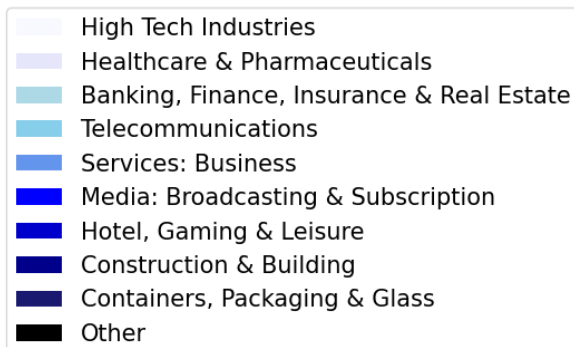 High Tech Industries
Healthcare & Pharmaceuticals
Banking, Finance, Insurance & Real Estate
Telecommunications
Services: Business
Media: Broadcasting & Subscription
Hotel, Gaming & Leisure
Construction & Building
Containers, Packaging & Glass
Other